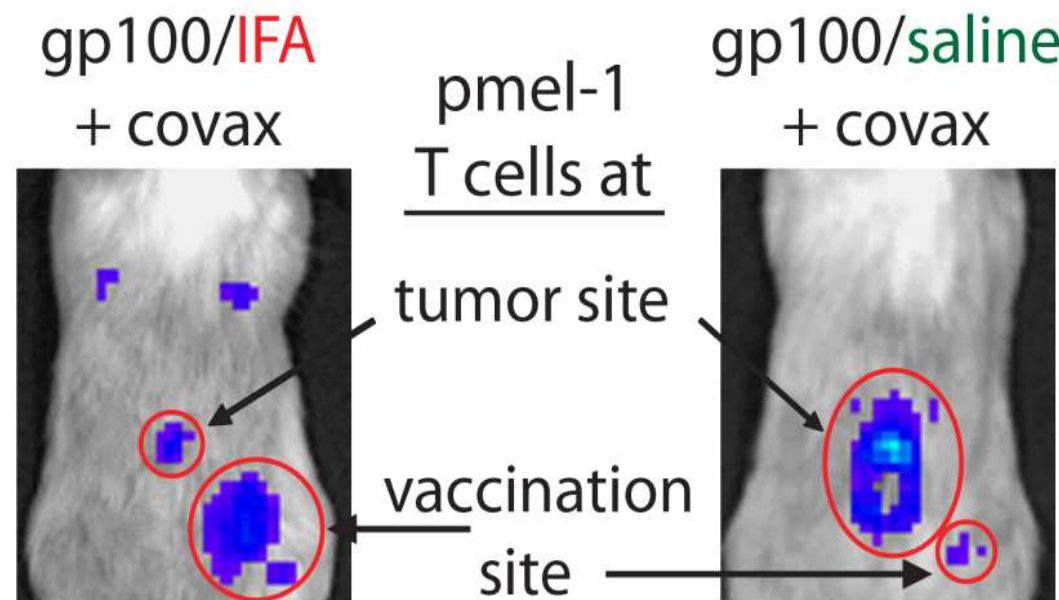 gp100/IFA
+ covax
pmel-1
T cells at
gp100/saline
+ covax
tumor site
vaccination
site